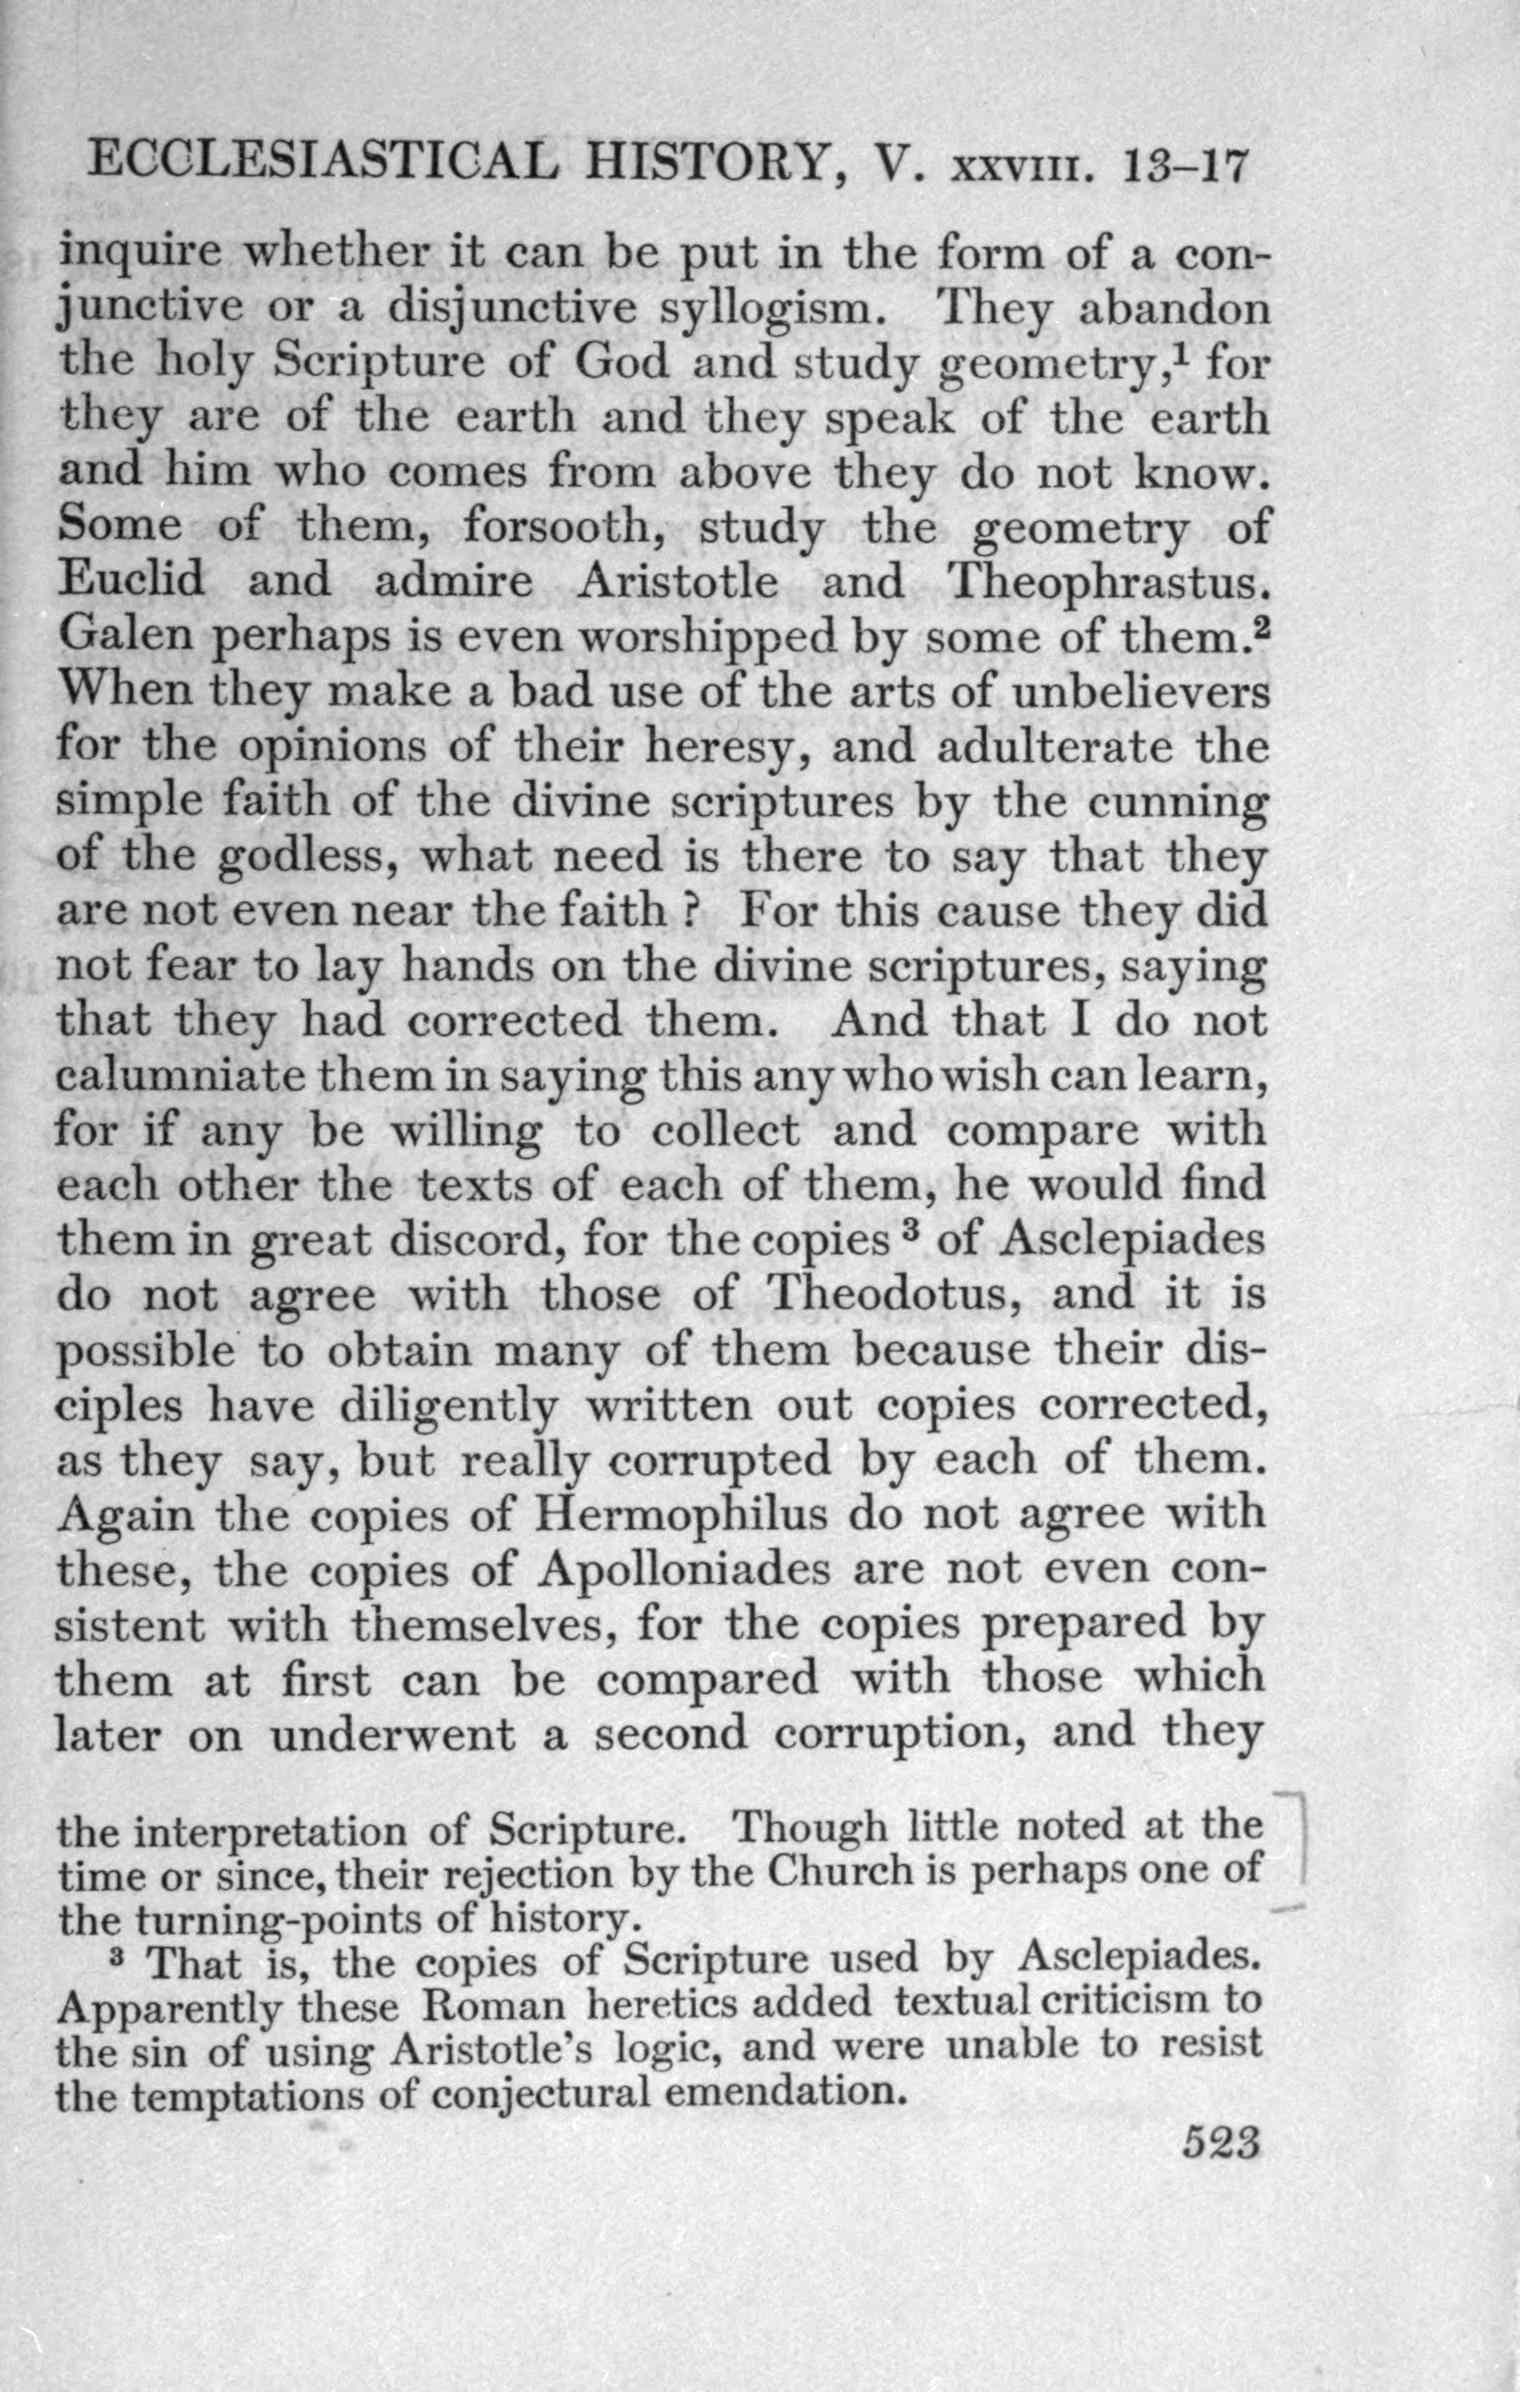 ECCLESIASTICAL HISTORY, V. XXVIII. 13–17
inquire whether it can be put in the form of a con-
junctive or a disjunctive syllogism. They abandon
the holy Scripture of God and study geometry,¹ for
they are of the earth and they speak of the earth
and him who comes from above they do not know.
Some of them, forsooth, study the geometry of
Euclid and admire Aristotle and Theophrastus.
Galen perhaps is even worshipped by some of them.²
When they make a bad use of the arts of unbelievers
for the opinions of their heresy, and adulterate the
simple faith of the divine scriptures by the cunning
of the godless, what need is there to say that they
are not even near the faith ? For this cause they did
not fear to lay hands on the divine scriptures, saying
that they had corrected them. And that I do not
calumniate them in saying this any who wish can learn,
for if any be willing to collect and compare with
each other the texts of each of them, he would find
them in great discord, for the copies ³ of Asclepiades
do not agree with those of Theodotus, and it is
possible to obtain many of them because their dis-
ciples have diligently written out copies corrected,
as they say, but really corrupted by each of them.
Again the copies of Hermophilus do not agree with
these, the copies of Apolloniades are not even con-
sistent with themselves, for the copies prepared by
them at first can be compared with those which
later on underwent a second corruption, and they
the interpretation of Scripture. Though little noted at the
time or since, their rejection by the Church is perhaps one of
the turning-points of history.
³ That is, the copies of Scripture used by Asclepiades.
Apparently these Roman heretics added textual criticism to
the sin of using Aristotle's logic, and were unable to resist
the temptations of conjectural emendation.
523